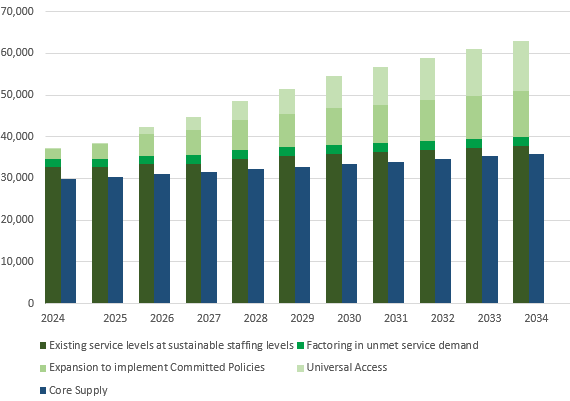 70,000
60,000
50,000
40,000
30,000
20,000
10,000
0
2024 2025 2026 2027 2028 2029 2030 2031 2032 2033 2034
Existing service levels at sustainable staffing levels Factoring in unmet service demand
Expansion to implement Committed Policies Universal Access
Core Supply